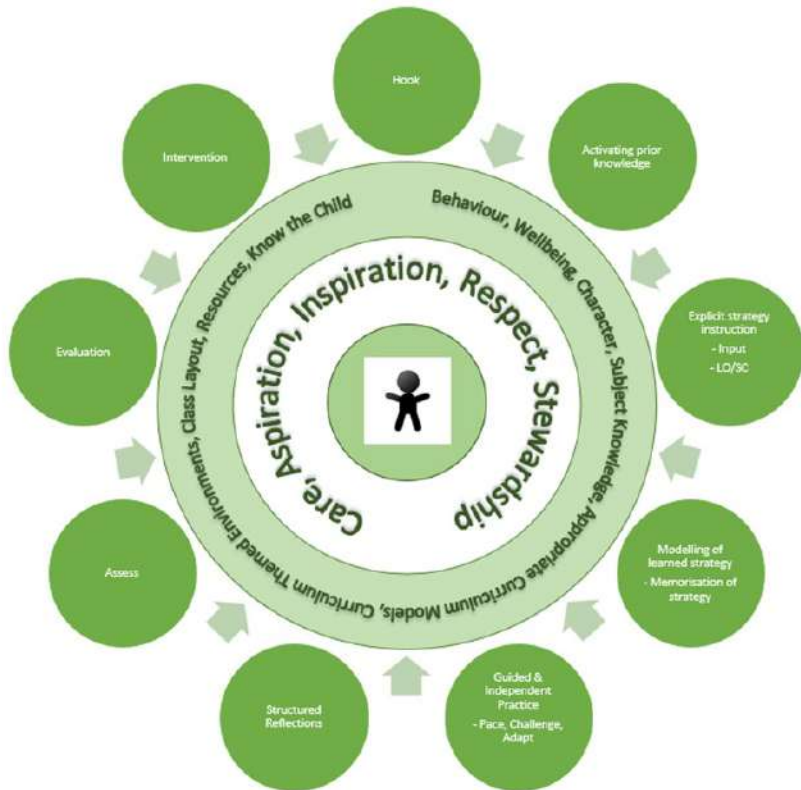 Hook
Activating prior
knowledge
Explicit strategy
instruction
- Input
- LO/SC
Modelling of
learned strategy
- Memorisation of
strategy
Guided &
Independent
Practice
- Pace, Challenge,
Adapt
Structured
Reflections
Assess
Evaluation
Intervention
Behaviour, Wellbeing, Character, Subject Knowledge, Appropriate Curriculum Models, Curriculum Themed Environments, Class Layout, Resources, Know the Child
Care, Aspiration, Inspiration, Respect, Stewardship